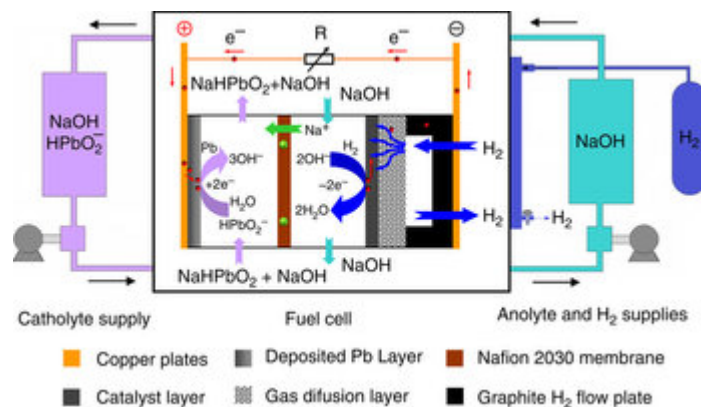 ⊕
e⁻
R
e⁻
⊖
NaHPbO₂+NaOH
NaOH
NaOH
HPbO₂⁻
Na⁺
Pb
3OH⁻
+2e⁻
H₂O
HPbO₂⁻
H₂
2OH⁻
−2e⁻
2H₂O
H₂
H₂
NaOH
H₂
H₂
NaHPbO₂ + NaOH
NaOH
Catholyte supply
Fuel cell
Anolyte and H₂ supplies
Copper plates
Deposited Pb Layer
Nafion 2030 membrane
Catalyst layer
Gas difusion layer
Graphite H₂ flow plate